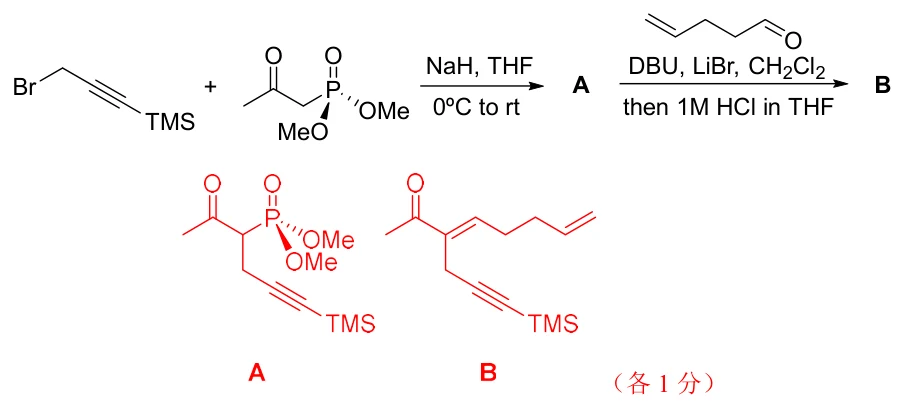 Br
TMS
+
O
O
P
OMe
MeO
NaH, THF
0ºC to rt
A
O
DBU, LiBr, CH2Cl2
then 1M HCl in THF
B
O
O
P
OMe
OMe
TMS
A
O
TMS
B
（各1分）